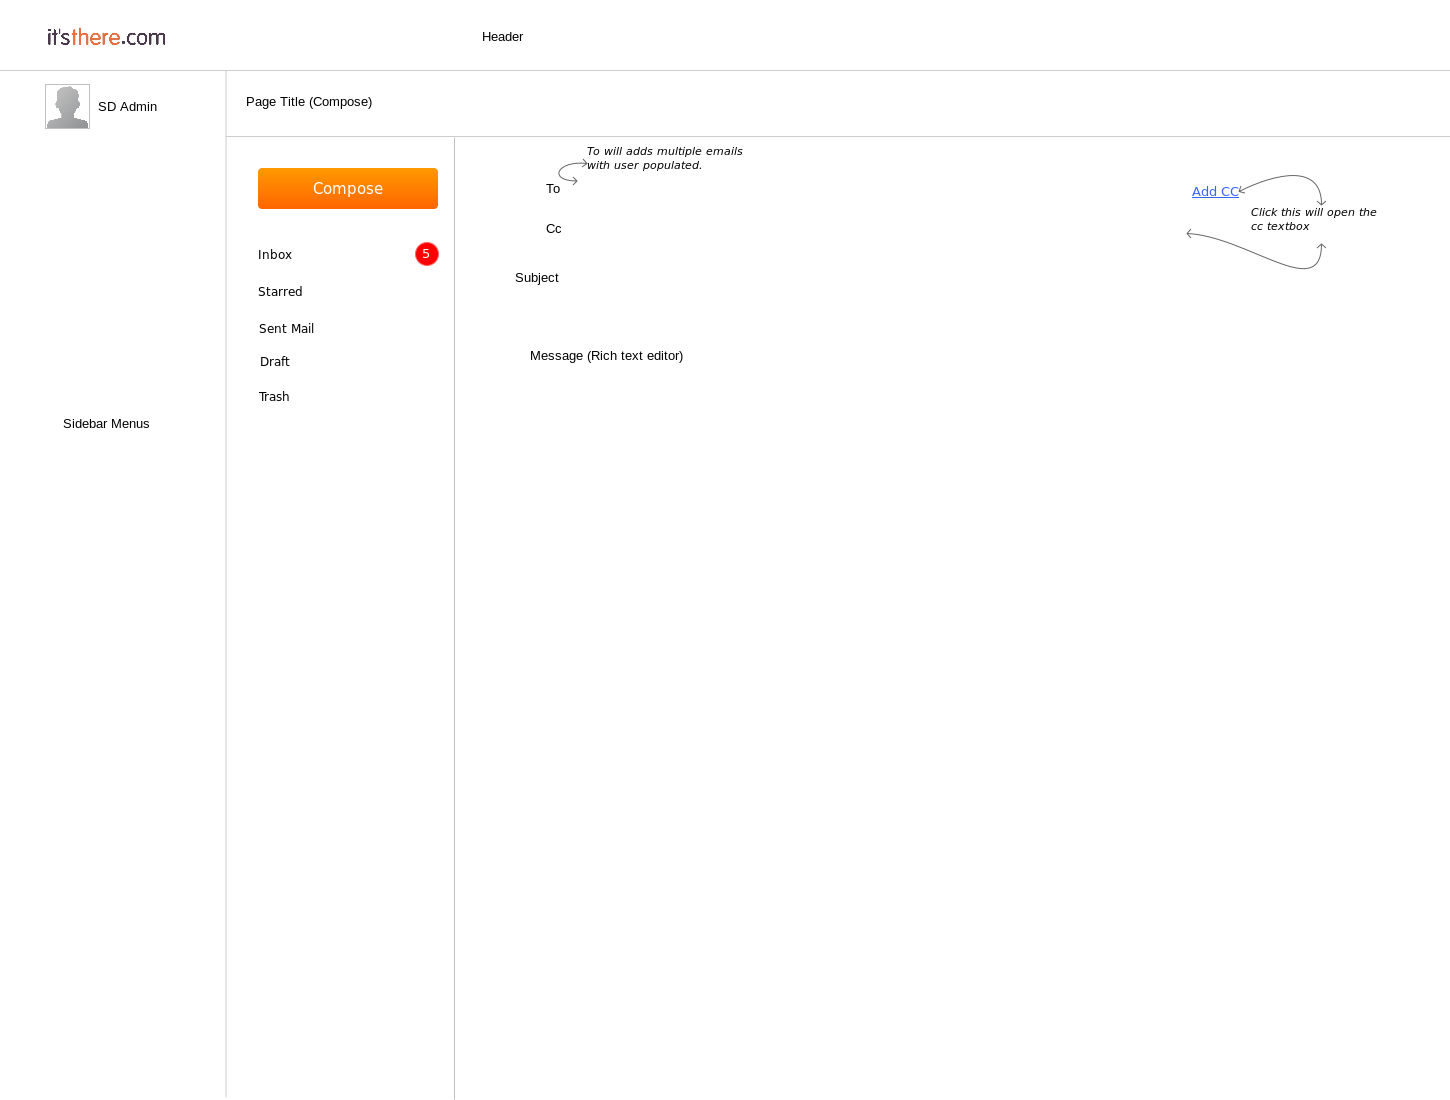 it'sthere.com
Header
SD Admin
Page Title (Compose)
To will adds multiple emails
with user populated.
Compose
To
Add CC
Click this will open the
cc textbox
Cc
Inbox
5
Subject
Starred
Sent Mail
Message (Rich text editor)
Draft
Trash
Sidebar Menus